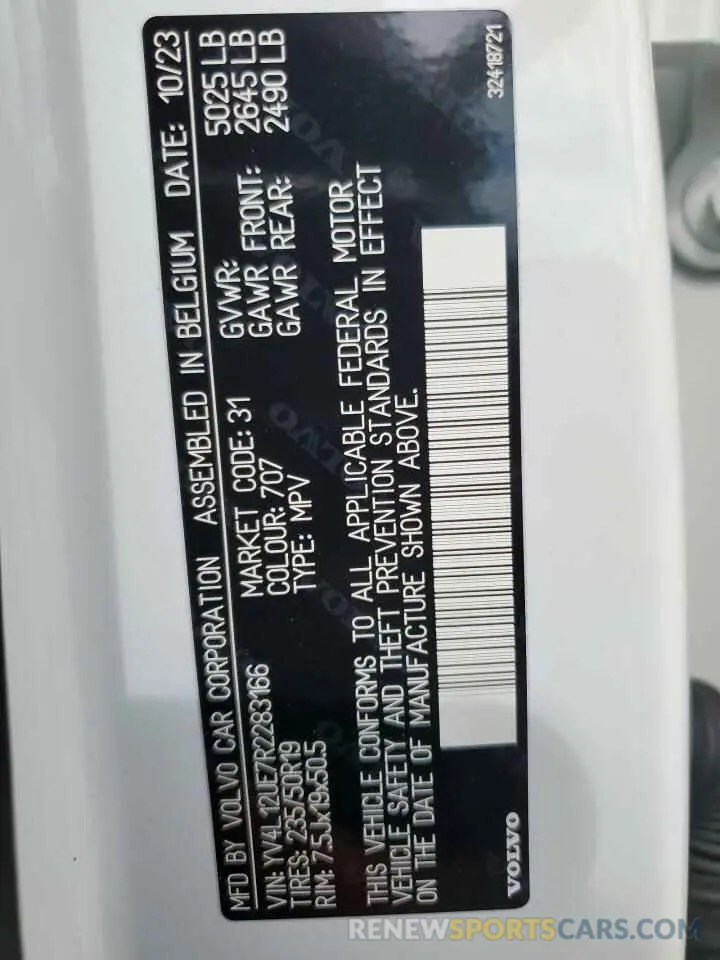 MFD BY VOLVO CAR CORPORATION ASSEMBLED IN BELGIUM DATE: 10/23
VIN: YV4L12UE7R2283166 MARKET CODE: 31 GVWR: 5025 LB
TIRES: 235/50R19 COLOUR: 707 GAWR FRONT: 2645 LB
RIM: 7.5Jx19x50.5 TYPE: MPV GAWR REAR: 2490 LB
THIS VEHICLE CONFORMS TO ALL APPLICABLE FEDERAL MOTOR
VEHICLE SAFETY AND THEFT PREVENTION STANDARDS IN EFFECT
ON THE DATE OF MANUFACTURE SHOWN ABOVE.
VOLVO 32418721
RENEWSPORTSCARS.COM